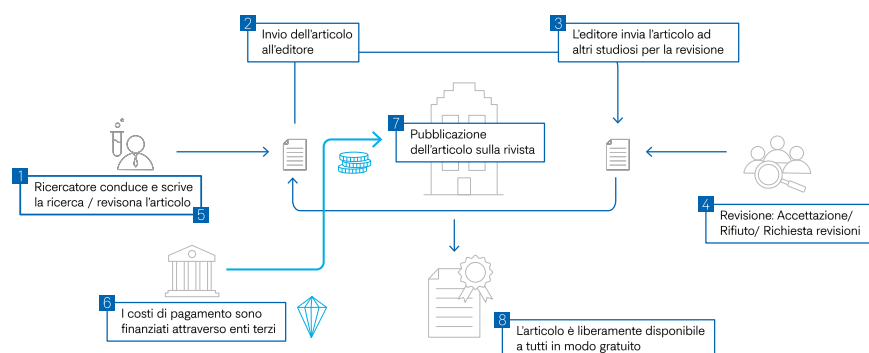 2
Invio dell'articolo
all'editore
3
L'editore invia l'articolo ad
altri studiosi per la revisione
7
Pubblicazione
dell'articolo sulla rivista
1
Ricercatore conduce e scrive
la ricerca / revisona l'articolo
5
4
Revisione: Accettazione/
Rifiuto/ Richiesta revisioni
6
I costi di pagamento sono
finanziati attraverso enti terzi
8
L'articolo è liberamente disponibile
a tutti in modo gratuito